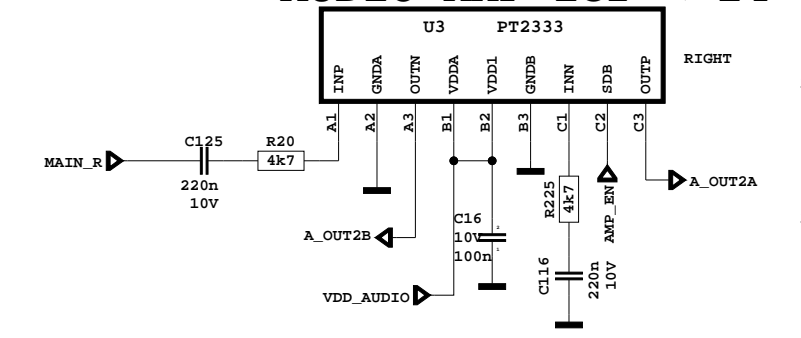 U3 PT2333
RIGHT
INP
GNDA
OUTN
VDDA
VDD1
GNDB
INN
SDB
OUTP
A1
A2
A3
B1
B2
B3
C1
C2
C3
C125
R20
MAIN_R
4k7
220n
10V
A_OUT2B
C16
10V
100n
VDD_AUDIO
R225
4k7
AMP_EN
A_OUT2A
C116
220n
10V